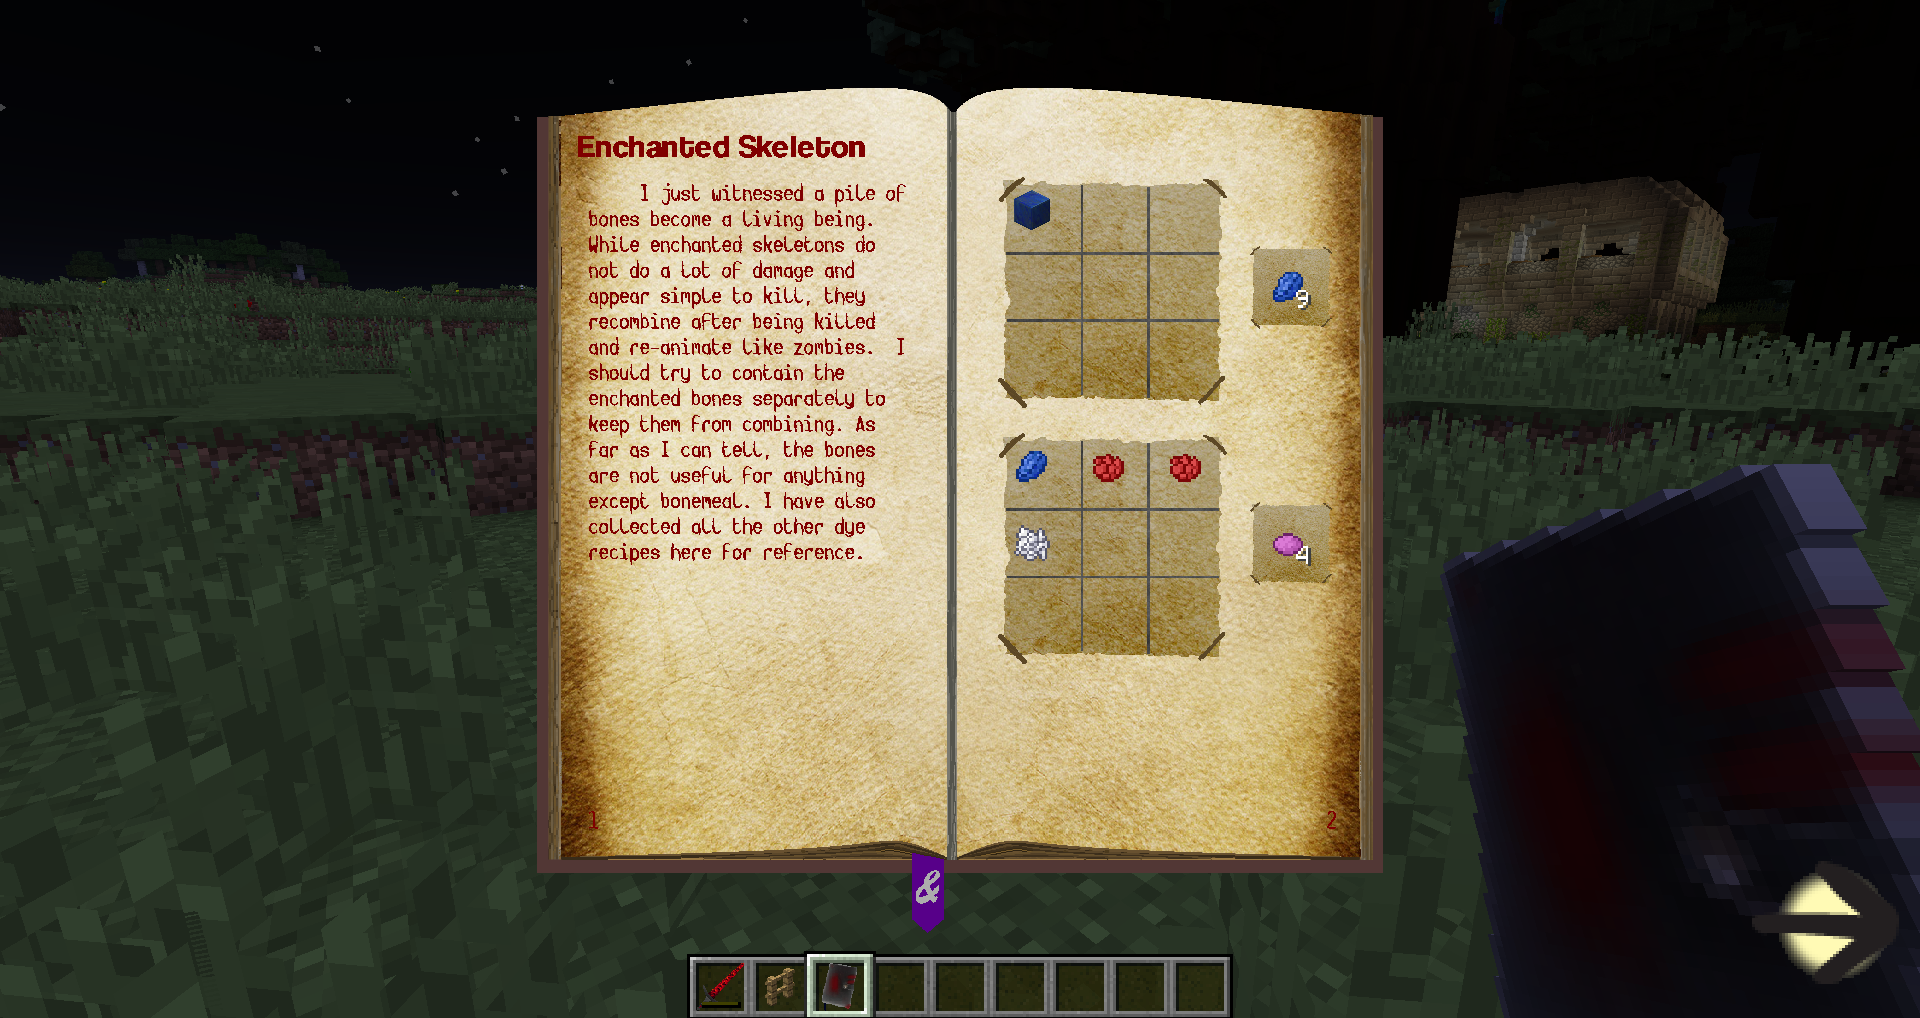 Enchanted Skeleton
I just witnessed a pile of
bones become a living being.
While enchanted skeletons do
not do a lot of damage and
appear simple to kill, they
recombine after being killed
and re-animate like zombies. I
should try to contain the
enchanted bones separately to
keep them from combining. As
far as I can tell, the bones
are not useful for anything
except bonemeal. I have also
collected all the other dye
recipes here for reference.
1
9
4
2
&